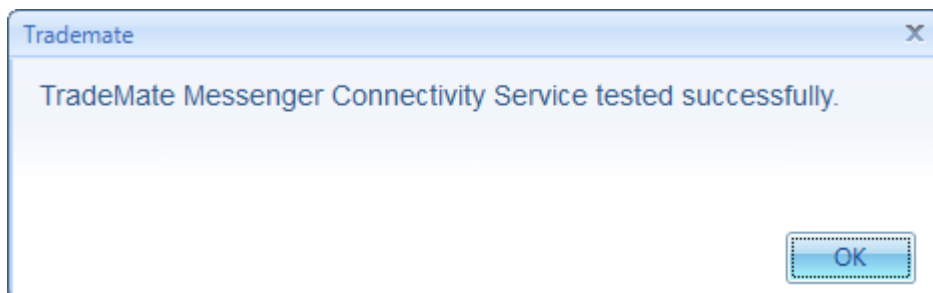 Trademate
TradeMate Messenger Connectivity Service tested successfully.
OK